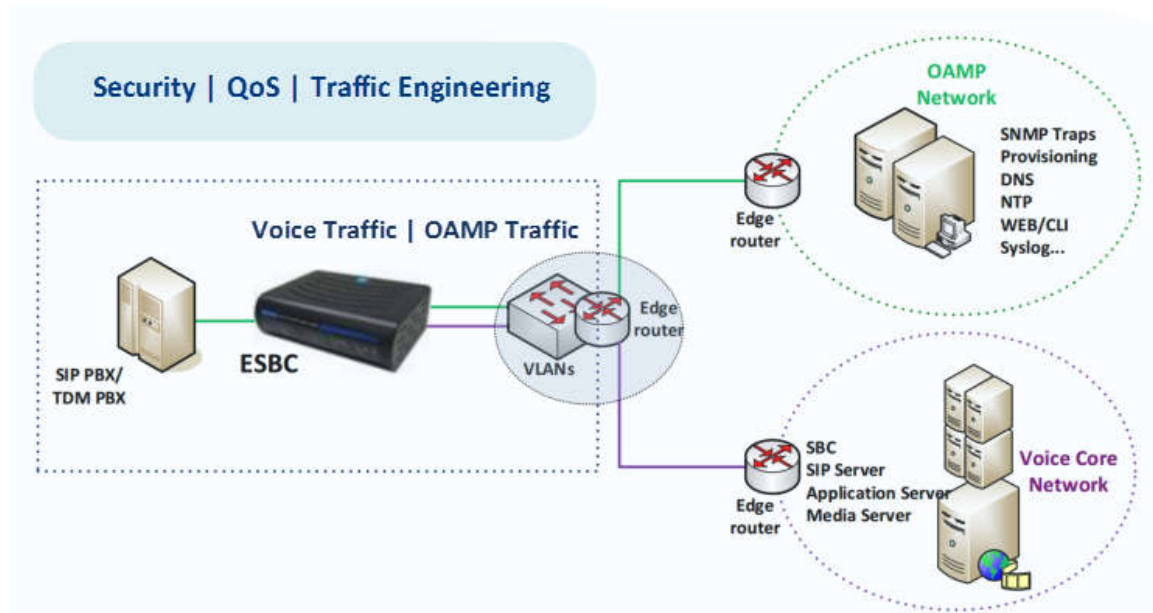 Security | QoS | Traffic Engineering
OAMP
Network
SNMP Traps
Provisioning
DNS
NTP
WEB/CLI
Syslog...
Edge
router
Voice Traffic | OAMP Traffic
Edge
router
VLANs
ESBC
SIP PBX/
TDM PBX
SBC
SIP Server
Application Server
Media Server
Edge
router
Voice Core
Network